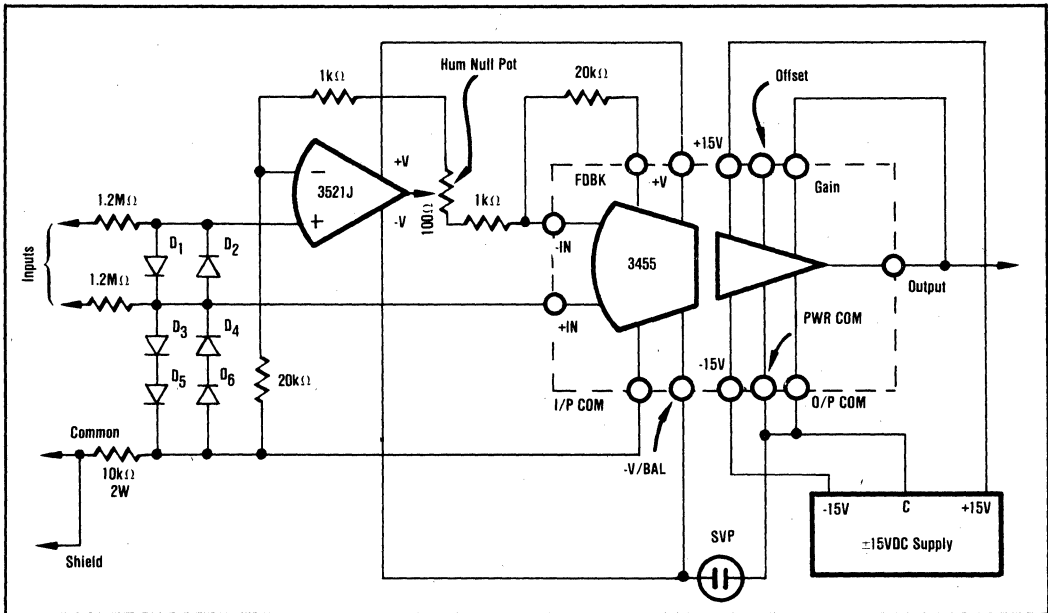 Hum Null Pot
1kΩ
20kΩ
Offset
+V
+15V
FDBK
+V
Gain
−
3521J
+
-V
100Ω
1kΩ
1.2MΩ
D1
D2
Inputs
1.2MΩ
-IN
3455
+IN
Output
D3
D4
PWR COM
-15V
D5
D6
20kΩ
I/P COM
O/P COM
Common
10kΩ
2W
-V/BAL
-15V
C
+15V
±15VDC Supply
SVP
Shield